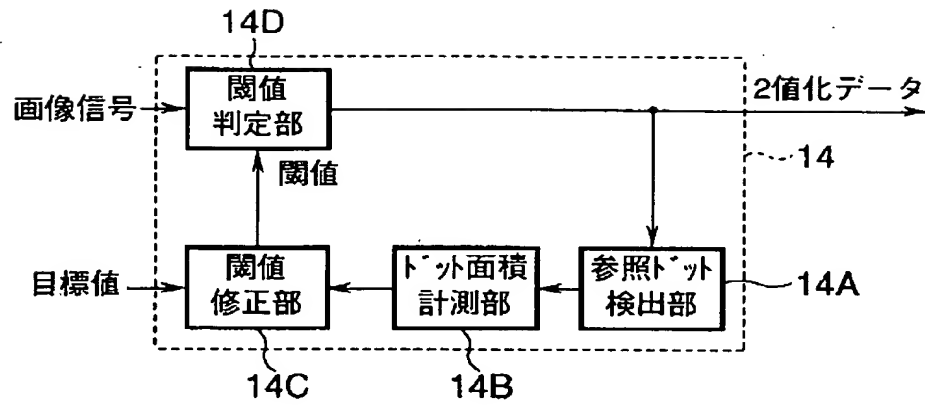 14D
画像信号
閾値
判定部
2値化データ
閾値
14
目標値
閾値
修正部
ﾄﾞｯﾄ面積
計測部
参照ﾄﾞｯﾄ
検出部
14A
14C
14B